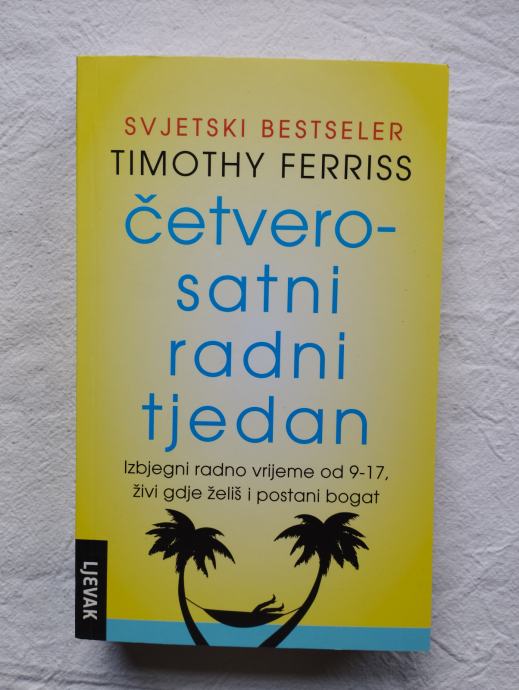 SVJETSKI BESTSELER
TIMOTHY FERRISS
četvero-
satni
radni
tjedan
Izbjegni radno vrijeme od 9-17,
živi gdje želiš i postani bogat
LJEVAK